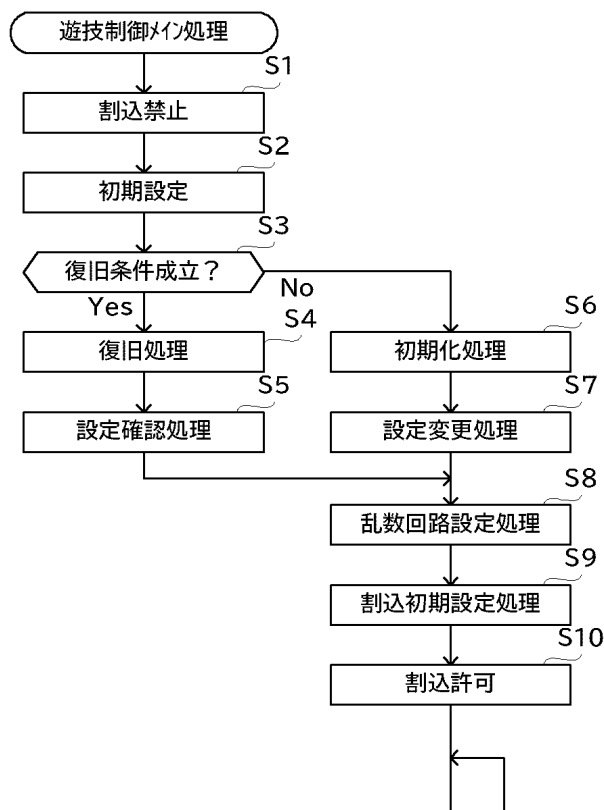 遊技制御ﾒｲﾝ処理
S1
割込禁止
S2
初期設定
S3
復旧条件成立？
Yes
No
S4
復旧処理
S5
設定確認処理
S6
初期化処理
S7
設定変更処理
S8
乱数回路設定処理
S9
割込初期設定処理
S10
割込許可